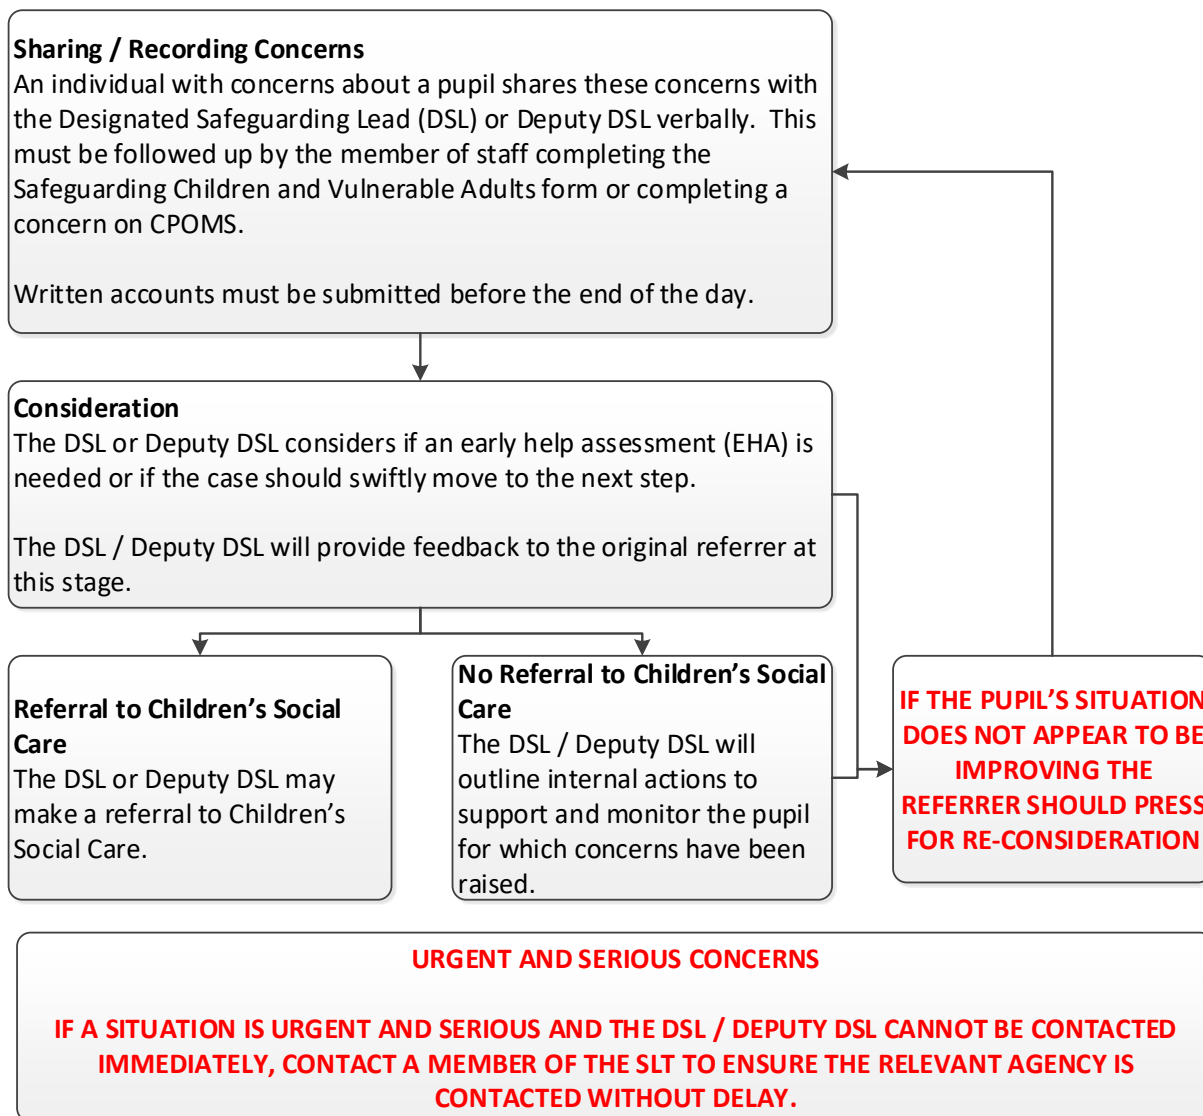 Sharing / Recording Concerns
An individual with concerns about a pupil shares these concerns with
the Designated Safeguarding Lead (DSL) or Deputy DSL verbally.  This
must be followed up by the member of staff completing the
Safeguarding Children and Vulnerable Adults form or completing a
concern on CPOMS.
Written accounts must be submitted before the end of the day.
Consideration
The DSL or Deputy DSL considers if an early help assessment (EHA) is
needed or if the case should swiftly move to the next step.
The DSL / Deputy DSL will provide feedback to the original referrer at
this stage.
Referral to Children’s Social
Care
The DSL or Deputy DSL may
make a referral to Children’s
Social Care.
No Referral to Children’s Social
Care
The DSL / Deputy DSL will
outline internal actions to
support and monitor the pupil
for which concerns have been
raised.
IF THE PUPIL’S SITUATION
DOES NOT APPEAR TO BE
IMPROVING THE
REFERRER SHOULD PRESS
FOR RE-CONSIDERATION
URGENT AND SERIOUS CONCERNS
IF A SITUATION IS URGENT AND SERIOUS AND THE DSL / DEPUTY DSL CANNOT BE CONTACTED
IMMEDIATELY, CONTACT A MEMBER OF THE SLT TO ENSURE THE RELEVANT AGENCY IS
CONTACTED WITHOUT DELAY.